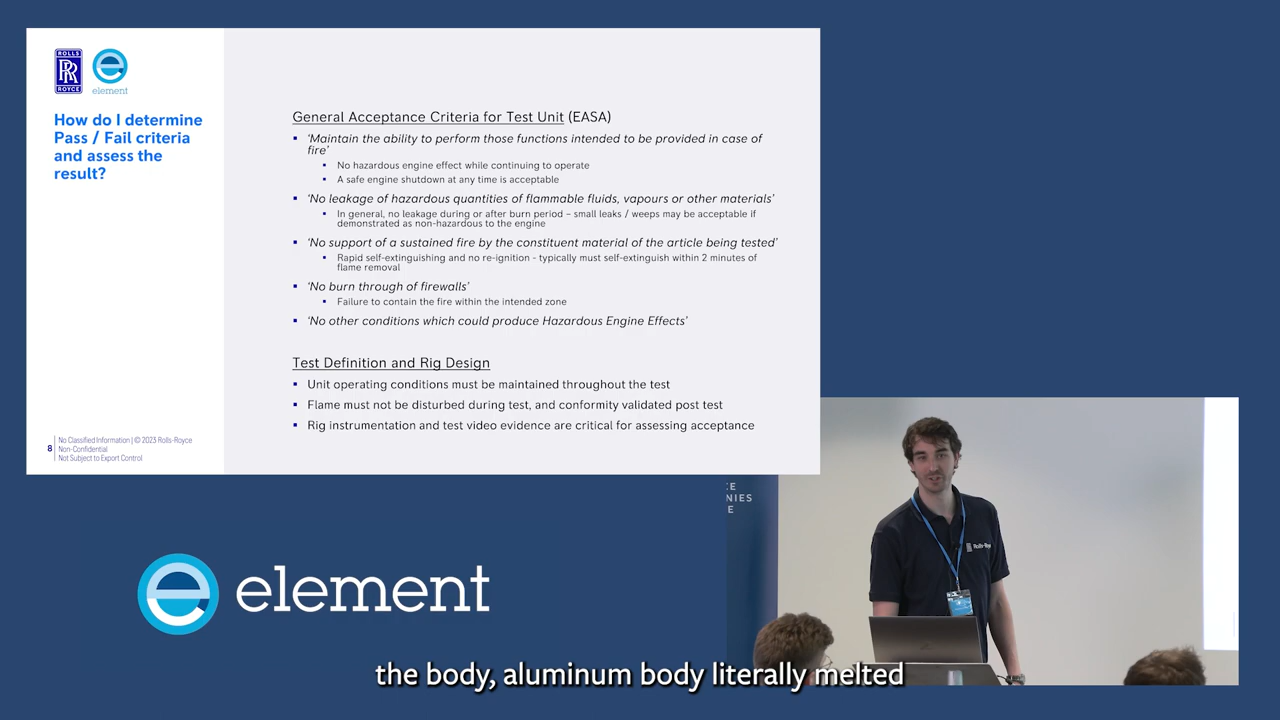 ROLLS
RR
ROYCE
element
How do I determine
Pass / Fail criteria
and assess the
result?
General Acceptance Criteria for Test Unit (EASA)
▪ ‘Maintain the ability to perform those functions intended to be provided in case of
fire’
▪ No hazardous engine effect while continuing to operate
▪ A safe engine shutdown at any time is acceptable
▪ ‘No leakage of hazardous quantities of flammable fluids, vapours or other materials’
▪ In general, no leakage during or after burn period – small leaks / weeps may be acceptable if
demonstrated as non-hazardous to the engine
▪ ‘No support of a sustained fire by the constituent material of the article being tested’
▪ Rapid self-extinguishing and no re-ignition - typically must self-extinguish within 2 minutes of
flame removal
▪ ‘No burn through of firewalls’
▪ Failure to contain the fire within the intended zone
▪ ‘No other conditions which could produce Hazardous Engine Effects’
Test Definition and Rig Design
▪ Unit operating conditions must be maintained throughout the test
▪ Flame must not be disturbed during test, and conformity validated post test
▪ Rig instrumentation and test video evidence are critical for assessing acceptance
8
No Classified Information | © 2023 Rolls-Royce
Non-Confidential
Not Subject to Export Control
element
the body, aluminum body literally melted